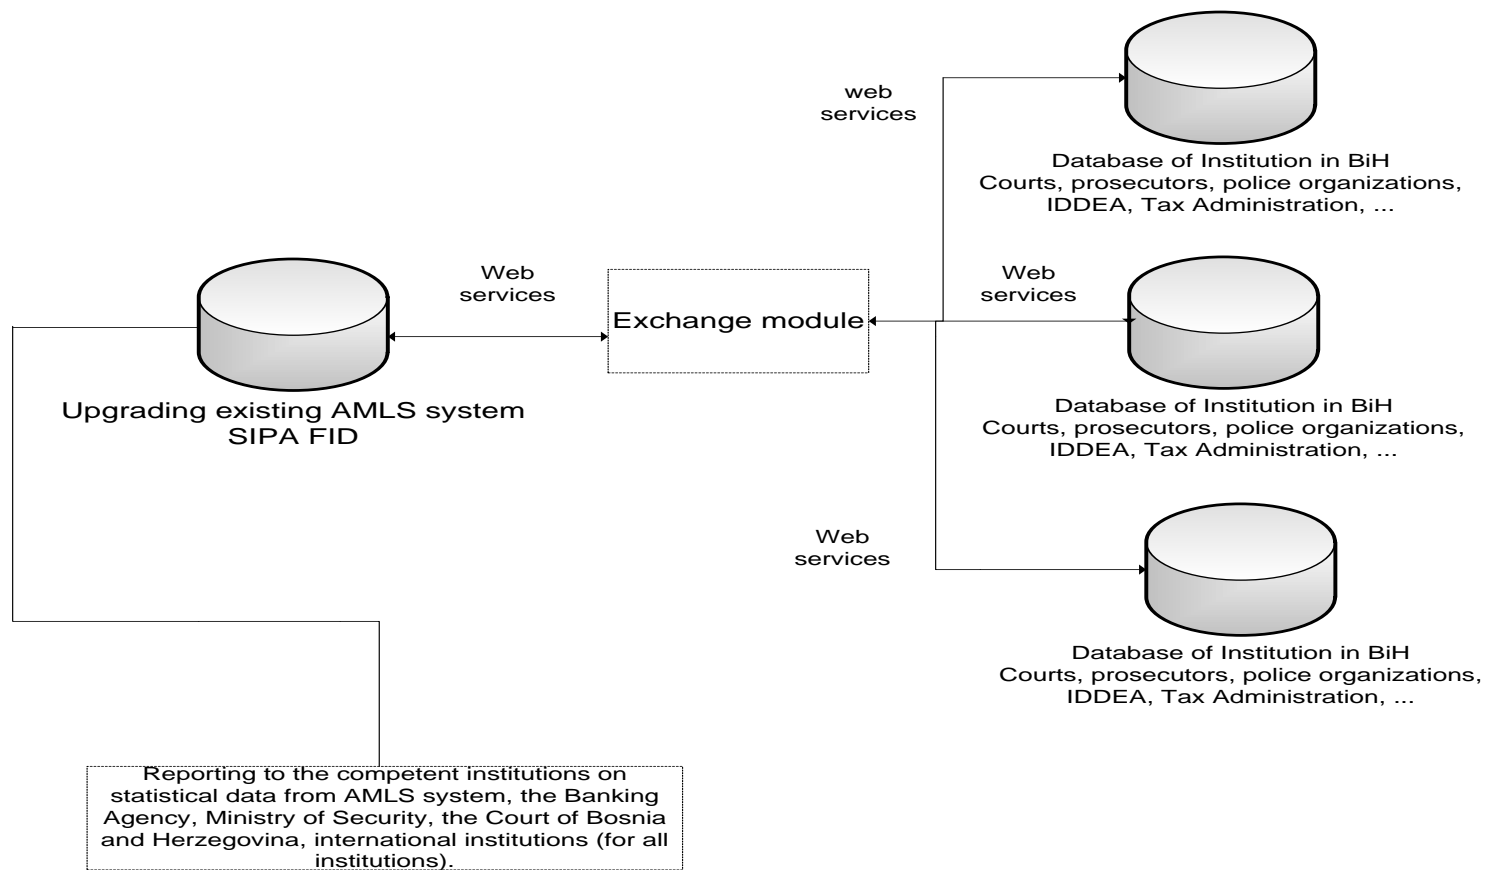 web
services
Database of Institution in BiH
Courts, prosecutors, police organizations,
IDDEA, Tax Administration, ...
Web
services
Exchange module
Web
services
Upgrading existing AMLS system
SIPA FID
Database of Institution in BiH
Courts, prosecutors, police organizations,
IDDEA, Tax Administration, ...
Web
services
Database of Institution in BiH
Courts, prosecutors, police organizations,
IDDEA, Tax Administration, ...
Reporting to the competent institutions on
statistical data from AMLS system, the Banking
Agency, Ministry of Security, the Court of Bosnia
and Herzegovina, international institutions (for all
institutions).